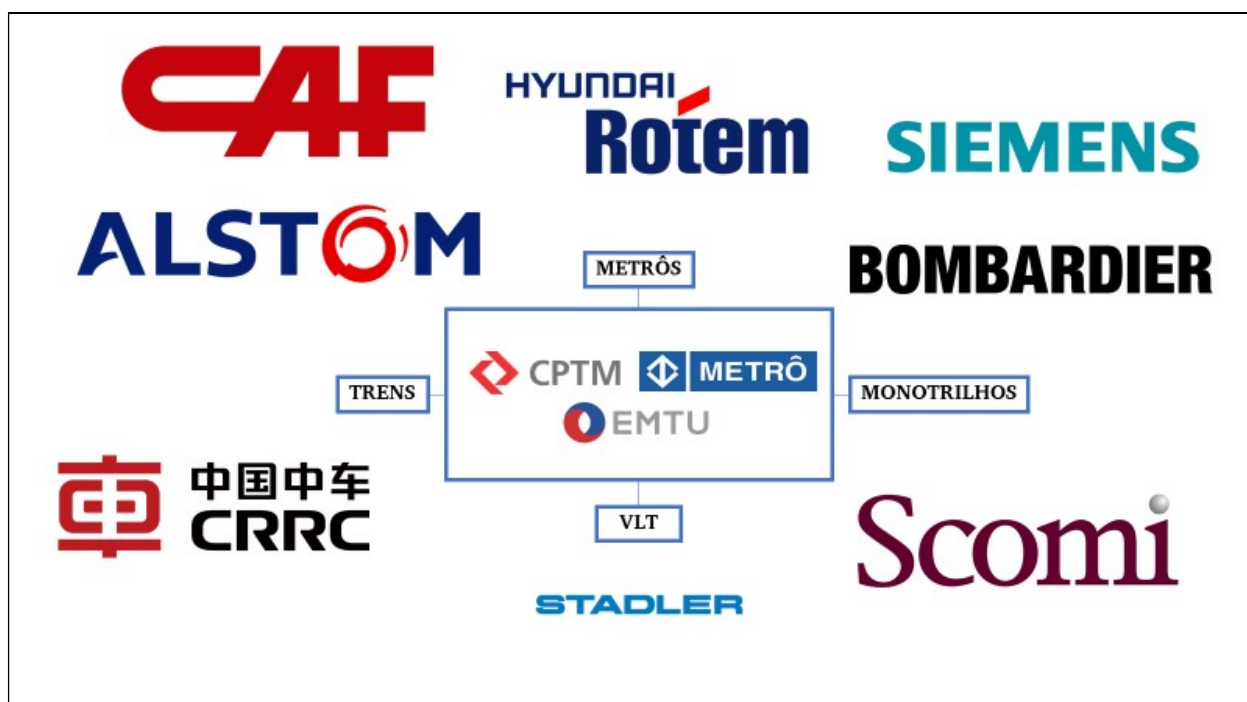 CAF
HYUNDAI
Rotem
SIEMENS
ALSTOM
BOMBARDIER
METRÔS
CPTM
METRÔ
EMTU
TRENS
MONOTRILHOS
中国中车
CRRC
VLT
Scomi
STADLER